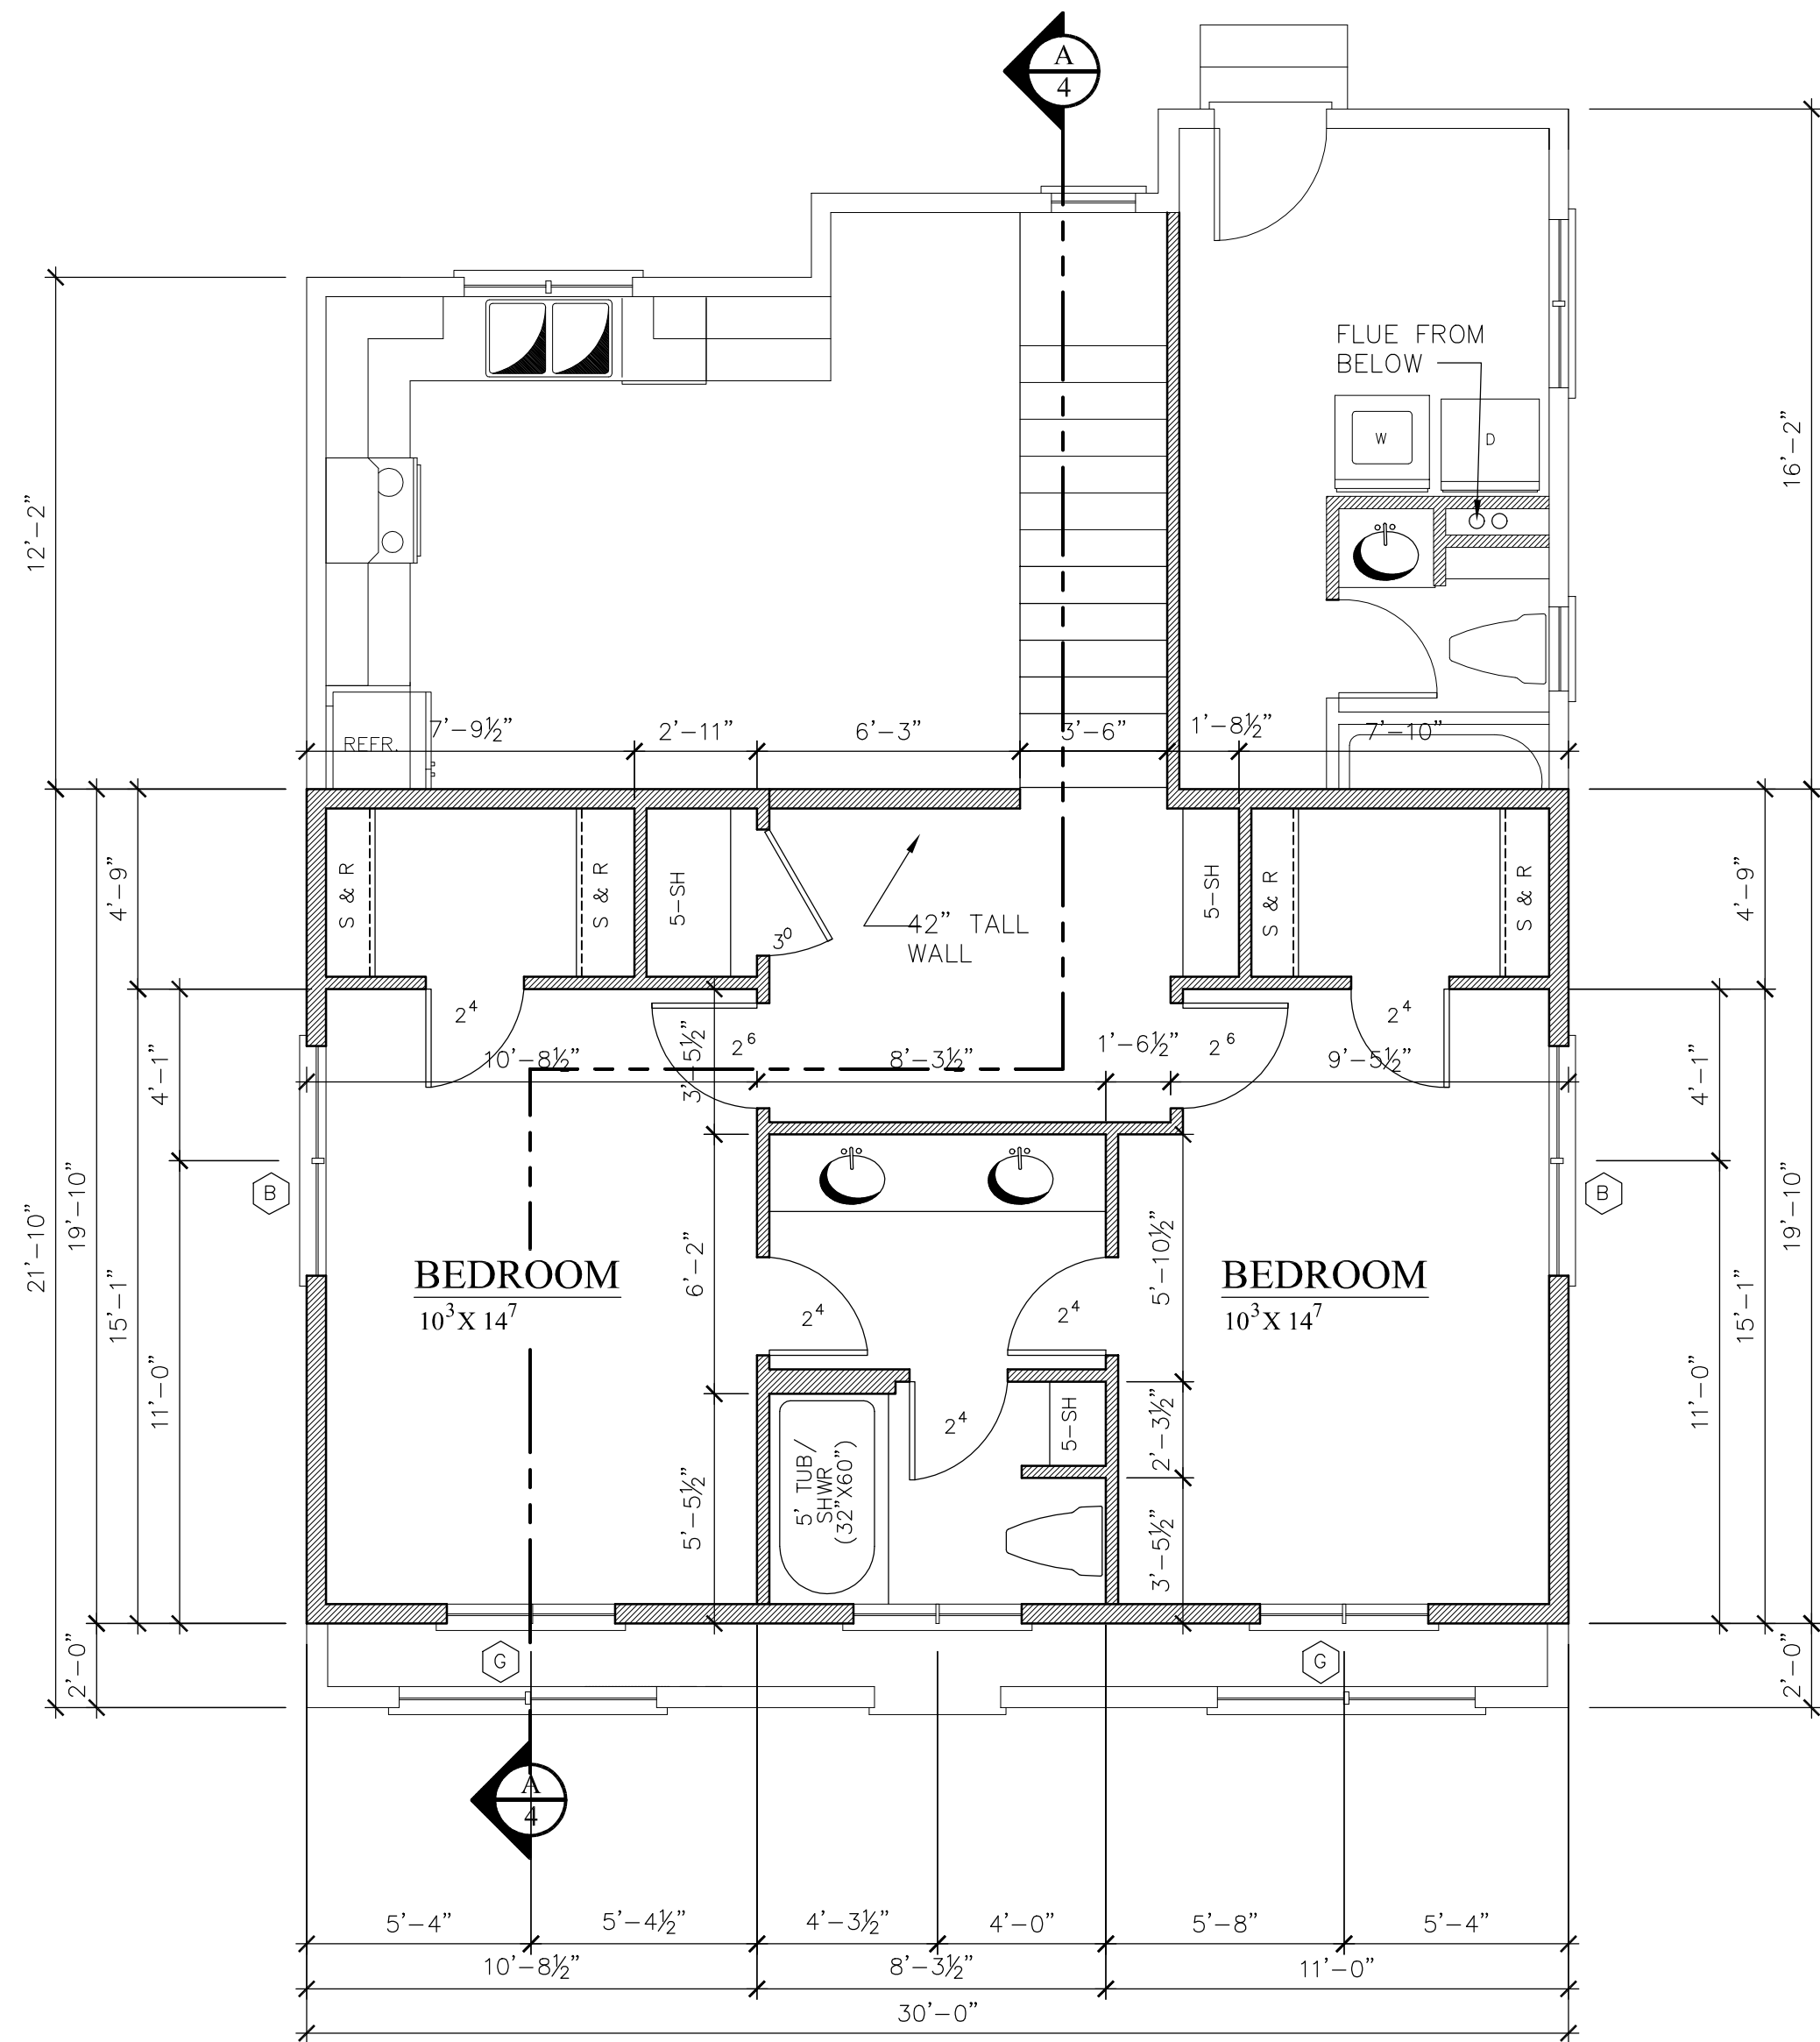 A
4
FLUE FROM
BELOW
W
D
16'-2"
12'-2"
REFR.
7'-9½"
2'-11"
6'-3"
3'-6"
1'-8½"
7'-10"
4'-9"
S & R
S & R
5-SH
3⁰
42" TALL
WALL
5-SH
S & R
S & R
4'-9"
2⁴
2⁶
2⁶
2⁴
10'-8½"
3'-5½"
8'-3½"
1'-6½"
9'-5½"
4'-1"
4'-1"
B
B
21'-10"
19'-10"
15'-1"
11'-0"
BEDROOM
10³X 14⁷
6'-2"
2⁴
2⁴
5'-10½"
BEDROOM
10³X 14⁷
11'-0"
15'-1"
19'-10"
5' TUB/
SHWR
(32"X60")
2⁴
5-SH
2'-3½"
5'-5½"
3'-5½"
2'-0"
G
G
2'-0"
A
4
5'-4"
5'-4½"
4'-3½"
4'-0"
5'-8"
5'-4"
10'-8½"
8'-3½"
11'-0"
30'-0"